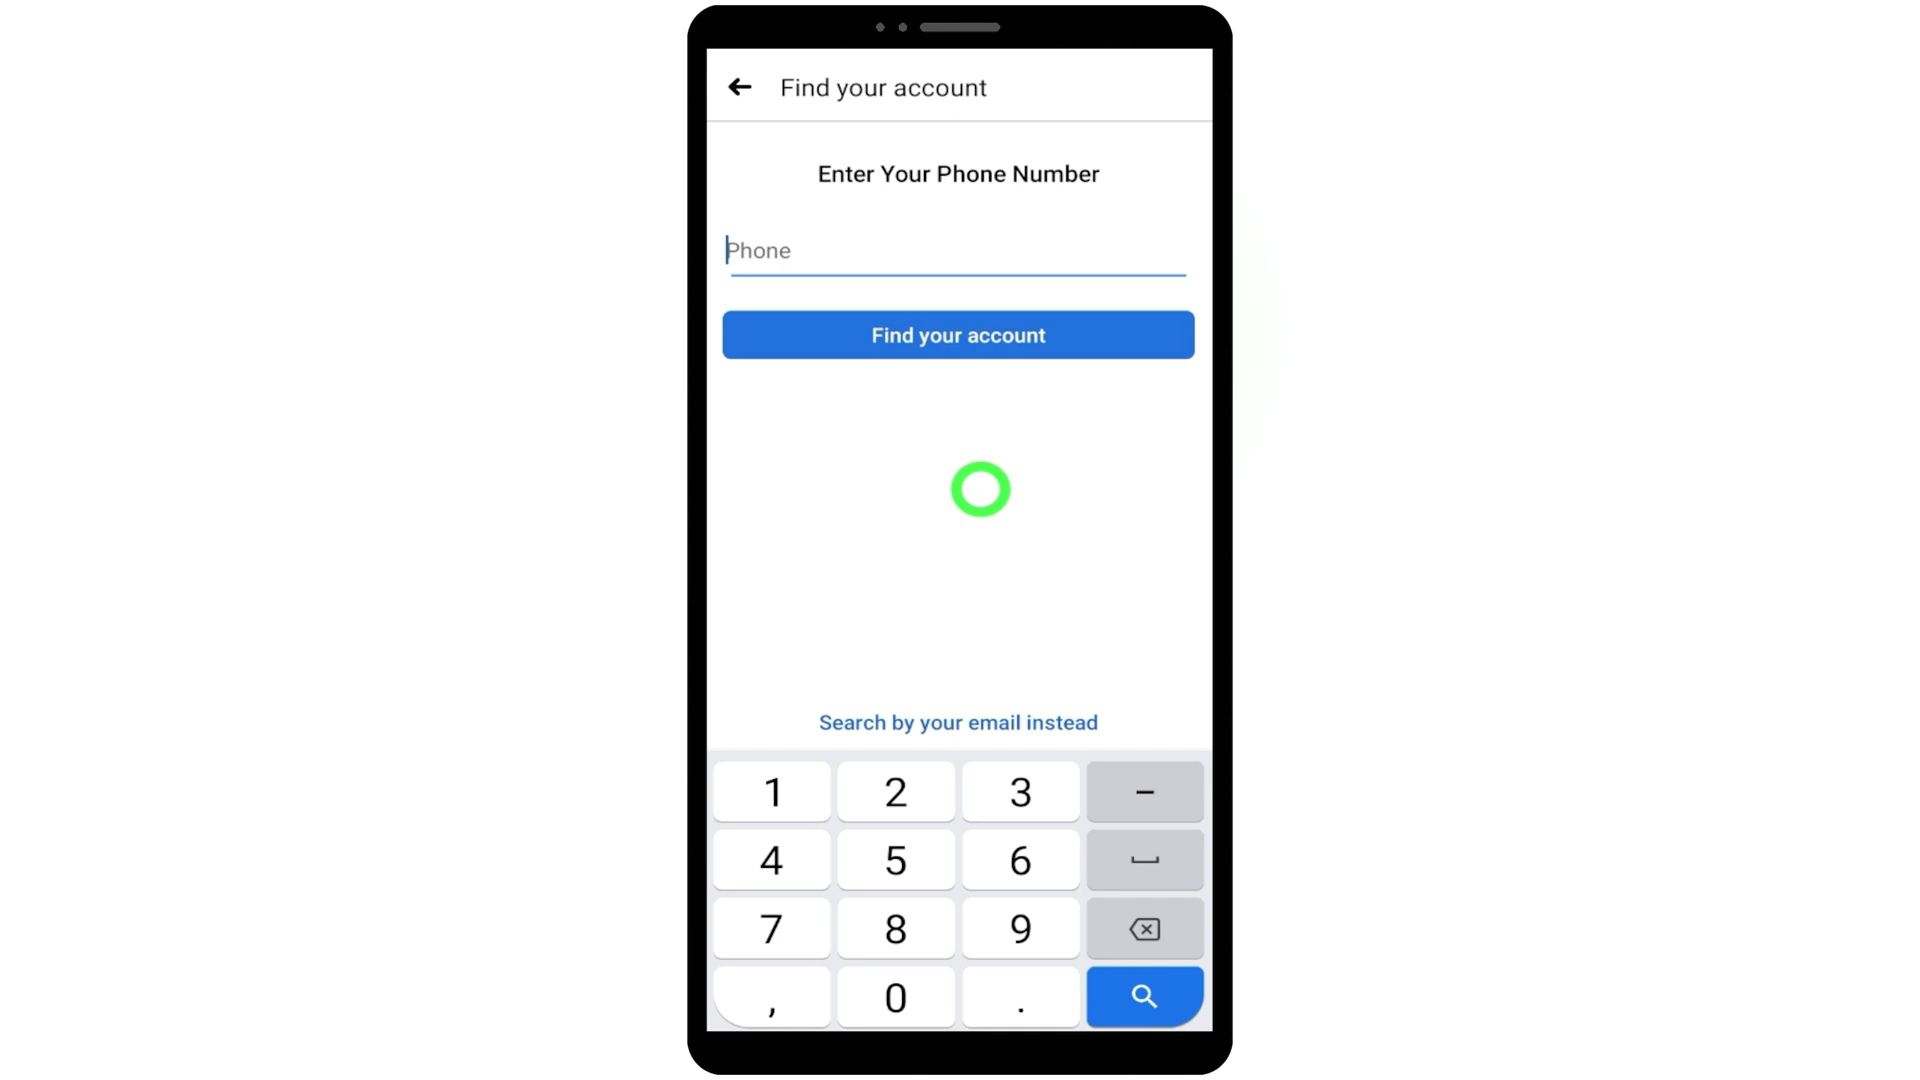 Find your account
Enter Your Phone Number
Phone
Find your account
Search by your email instead
1 2 3 –
4 5 6
7 8 9
, 0 .